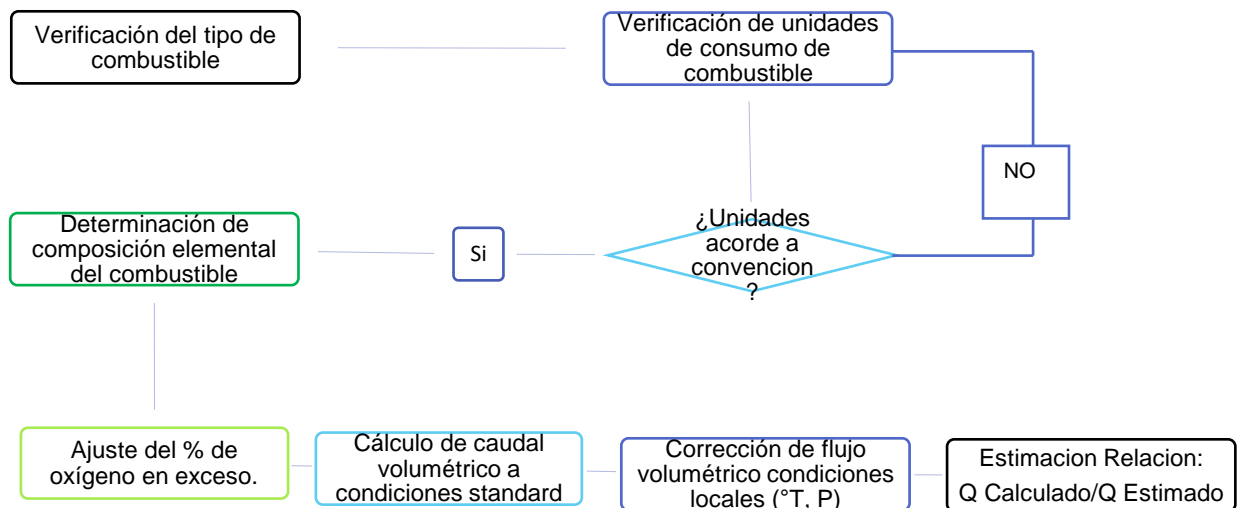 Verificación del tipo de
combustible
Verificación de unidades
de consumo de
combustible
NO
¿Unidades
acorde a
convencion
?
Si
Determinación de
composición elemental
del combustible
Ajuste del % de
oxígeno en exceso.
Cálculo de caudal
volumétrico a
condiciones standard
Corrección de flujo
volumétrico condiciones
locales (°T, P)
Estimacion Relacion:
Q Calculado/Q Estimado